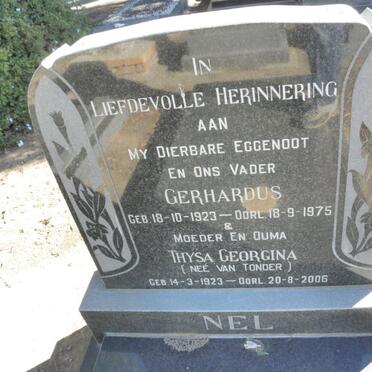 IN
LIEFDEVOLLE HERINNERING
AAN
MY DIERBARE EGGENOOT
EN ONS VADER
GERHARDUS
GEB. 18-10-1923 — OORL. 18-9-1975
&
MOEDER EN OUMA
THYSA GEORGINA
( NEÉ VAN TONDER )
GEB. 14-3-1923 — OORL. 20-8-2006
NEL